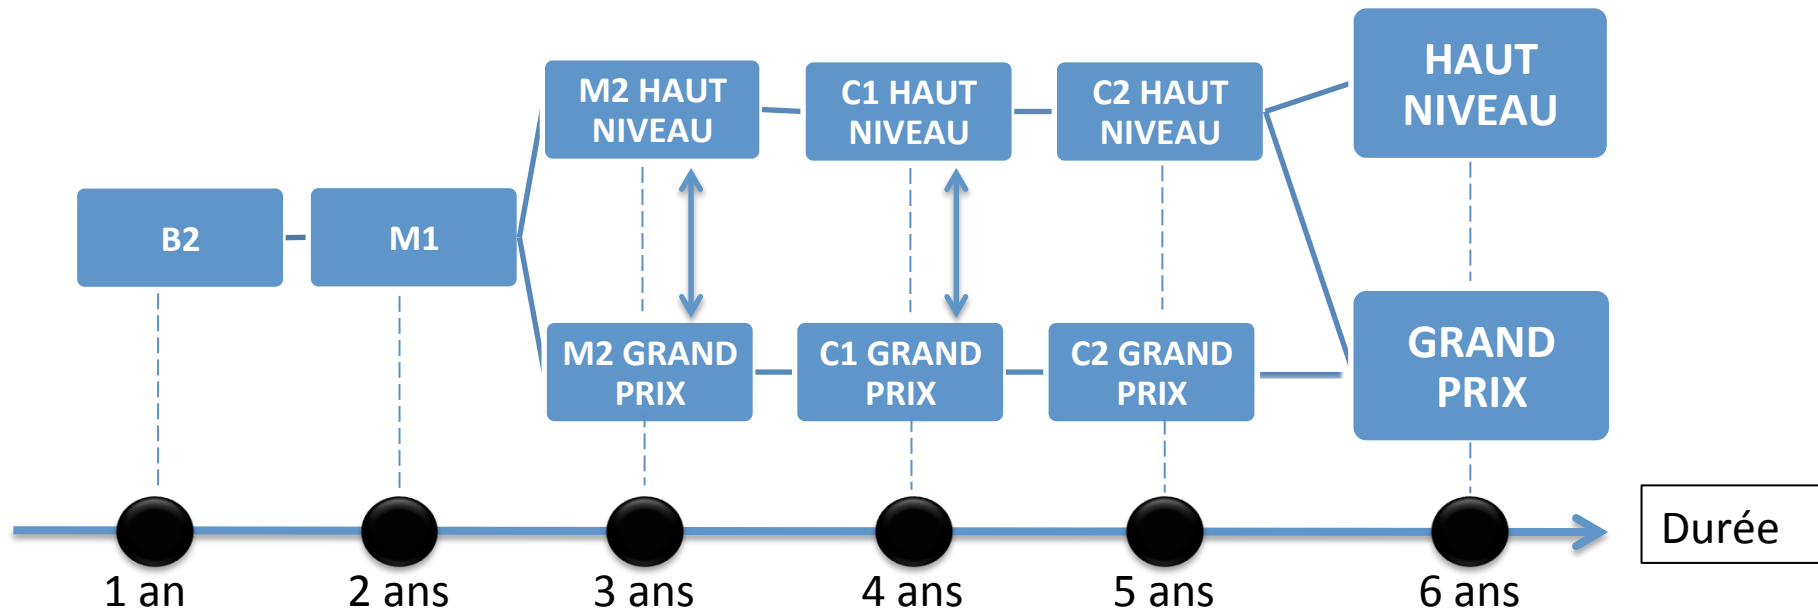 B2
M1
M2 HAUT
NIVEAU
C1 HAUT
NIVEAU
C2 HAUT
NIVEAU
HAUT
NIVEAU
M2 GRAND
PRIX
C1 GRAND
PRIX
C2 GRAND
PRIX
GRAND
PRIX
1 an
2 ans
3 ans
4 ans
5 ans
6 ans
Durée